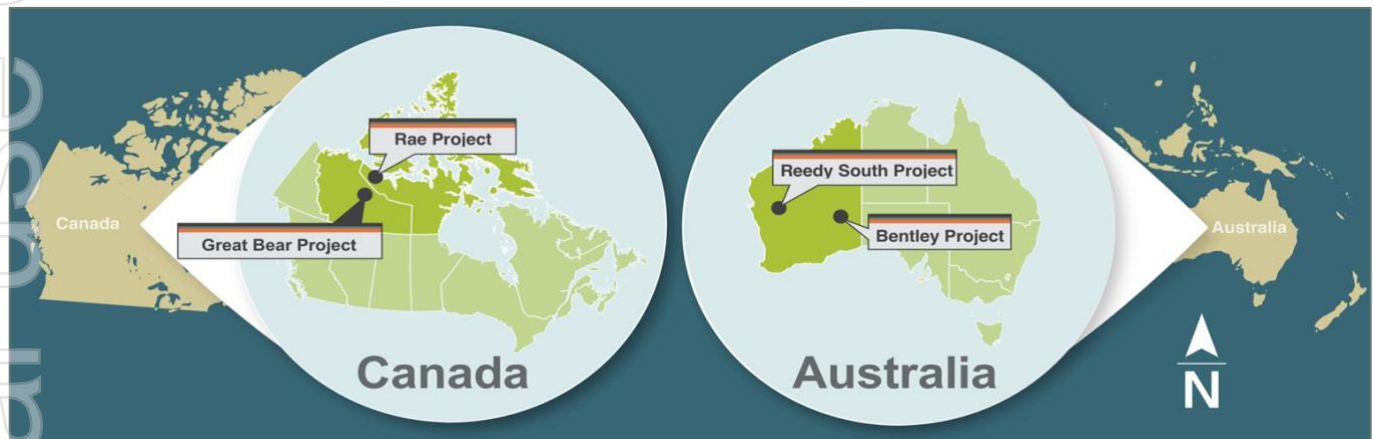 Canada
Rae Project
Great Bear Project
Canada
Reedy South Project
Bentley Project
Australia
Australia
N